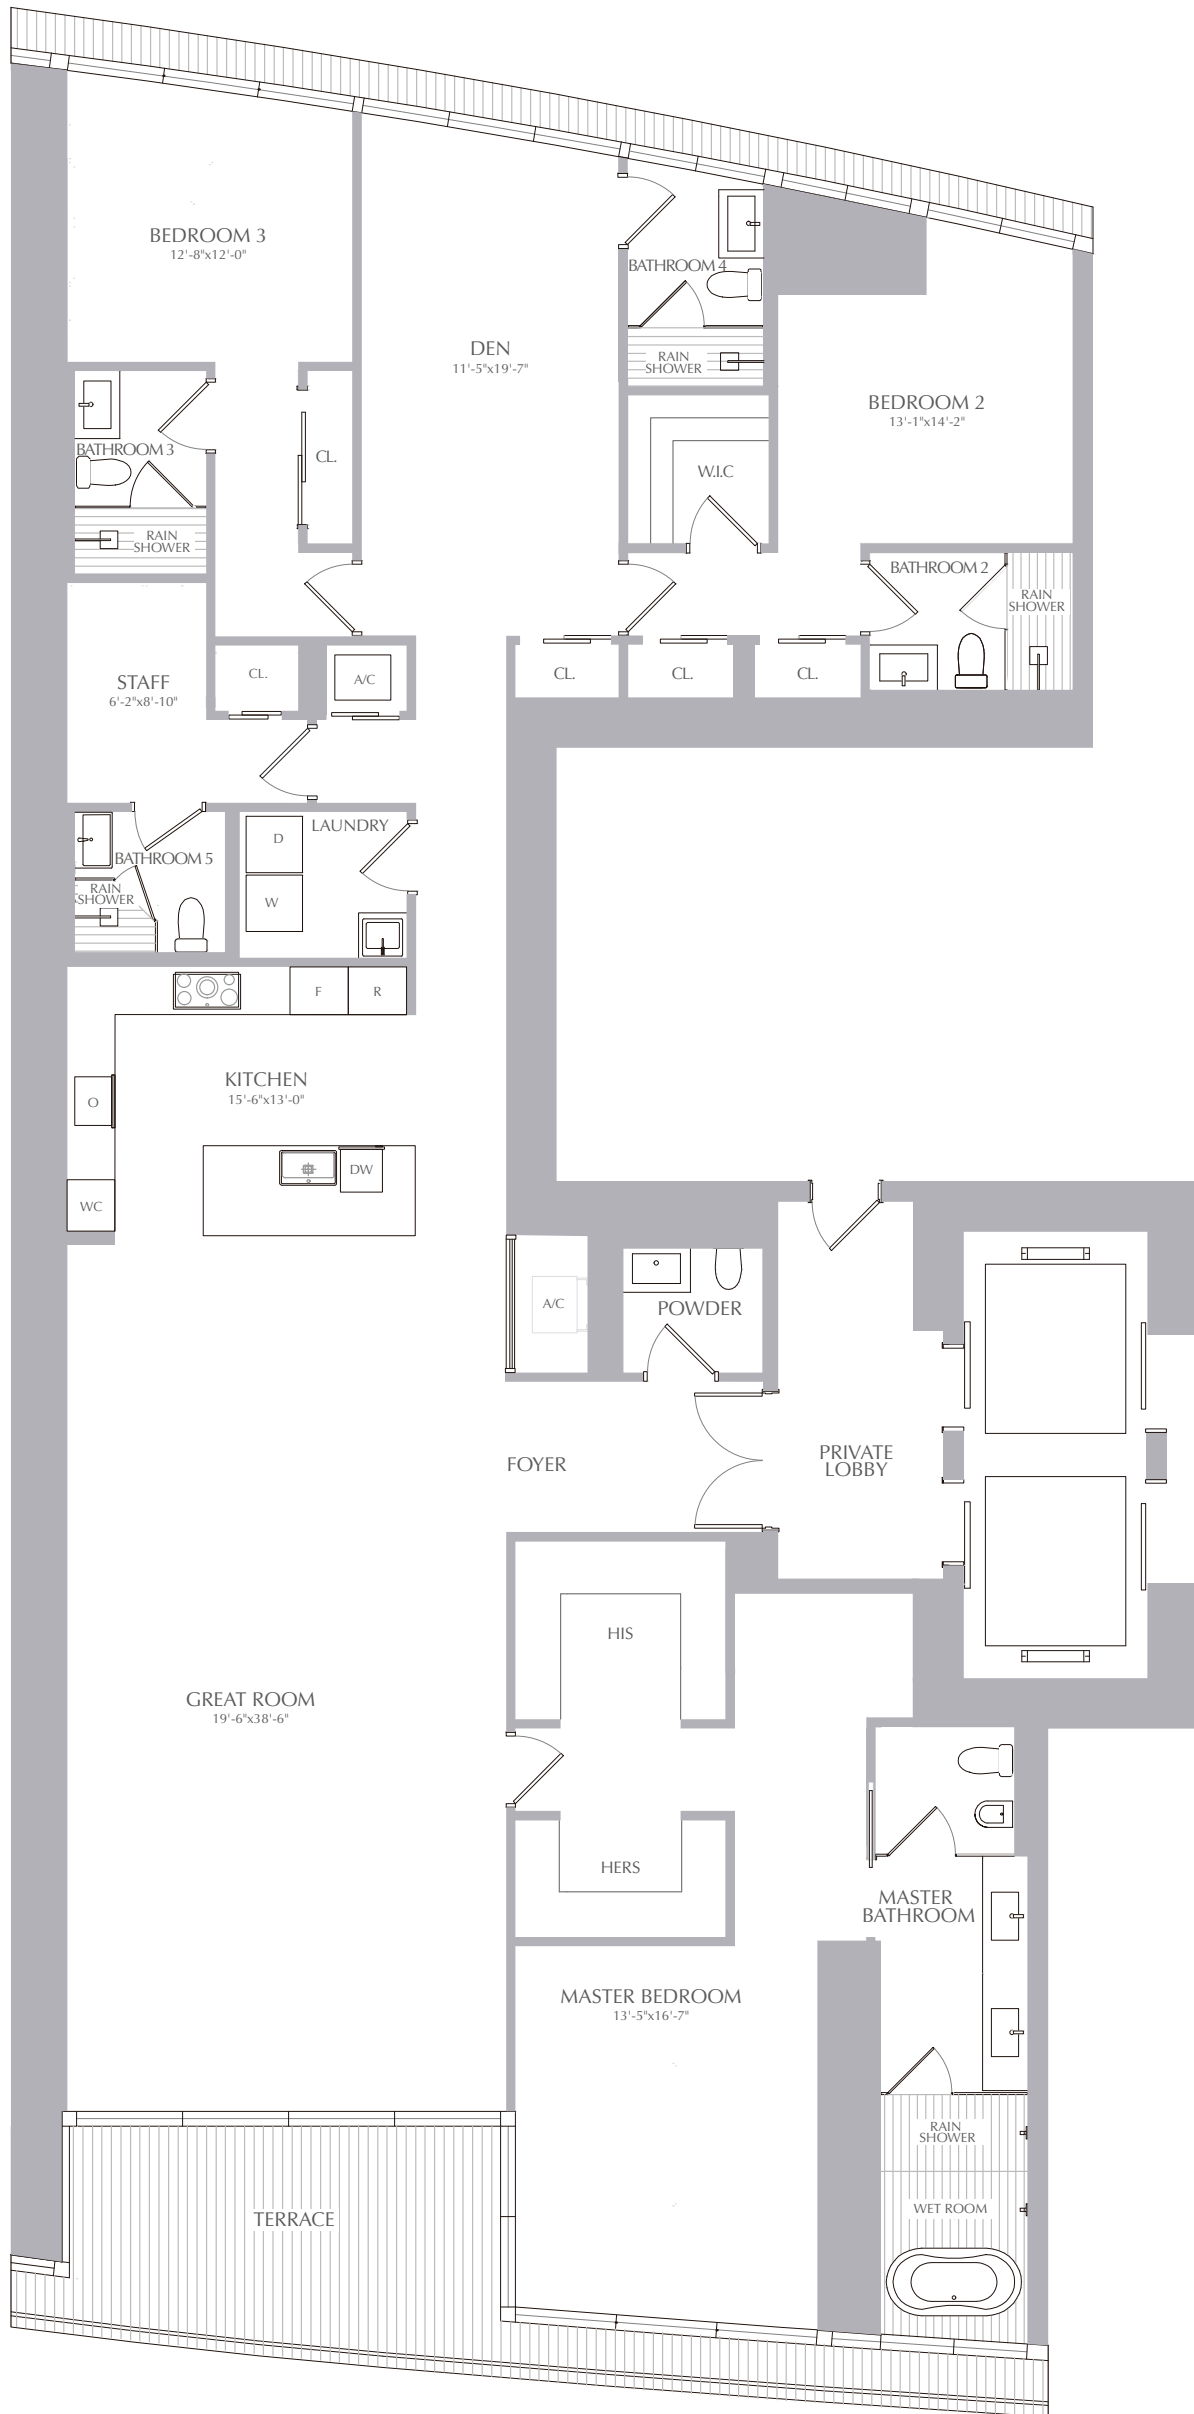 BEDROOM 3
12'-8"x12'-0"
BATHROOM 4
RAIN
SHOWER
DEN
11'-5"x19'-7"
BEDROOM 2
13'-1"x14'-2"
BATHROOM 3
CL.
W.I.C
RAIN
SHOWER
BATHROOM 2
RAIN
SHOWER
STAFF
6'-2"x8'-10"
CL.
A/C
CL.
CL.
CL.
LAUNDRY
D
BATHROOM 5
RAIN
SHOWER
W
F
R
KITCHEN
15'-6"x13'-0"
O
DW
WC
A/C
POWDER
FOYER
PRIVATE
LOBBY
HIS
GREAT ROOM
19'-6"x38'-6"
HERS
MASTER
BATHROOM
MASTER BEDROOM
13'-5"x16'-7"
RAIN
SHOWER
WET ROOM
TERRACE